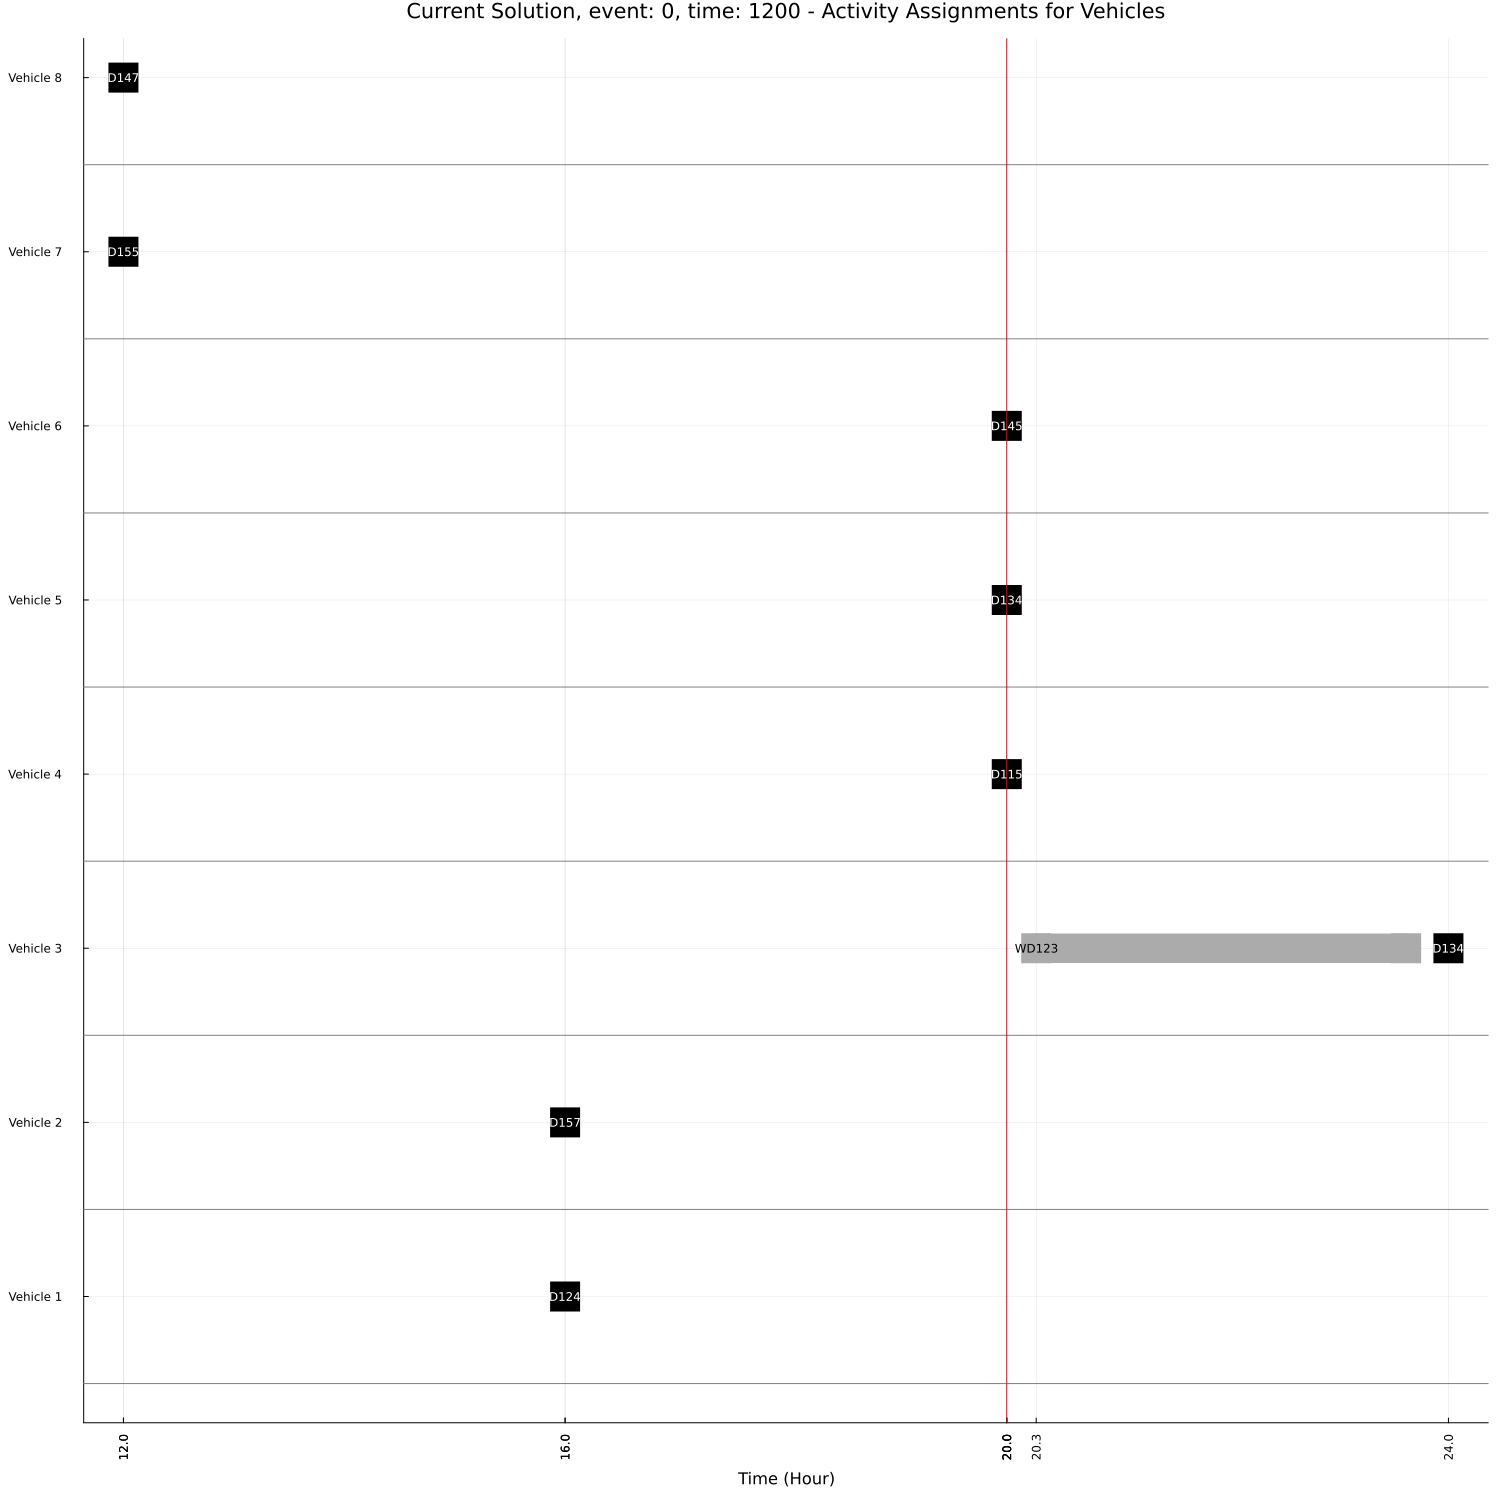 Current Solution, event: 0, time: 1200 - Activity Assignments for Vehicles
Vehicle 8
D147
Vehicle 7
D155
Vehicle 6
D145
Vehicle 5
D134
Vehicle 4
D115
Vehicle 3
WD123
D134
Vehicle 2
D157
Vehicle 1
D124
12.0
16.0
20.0
20.3
24.0
Time (Hour)